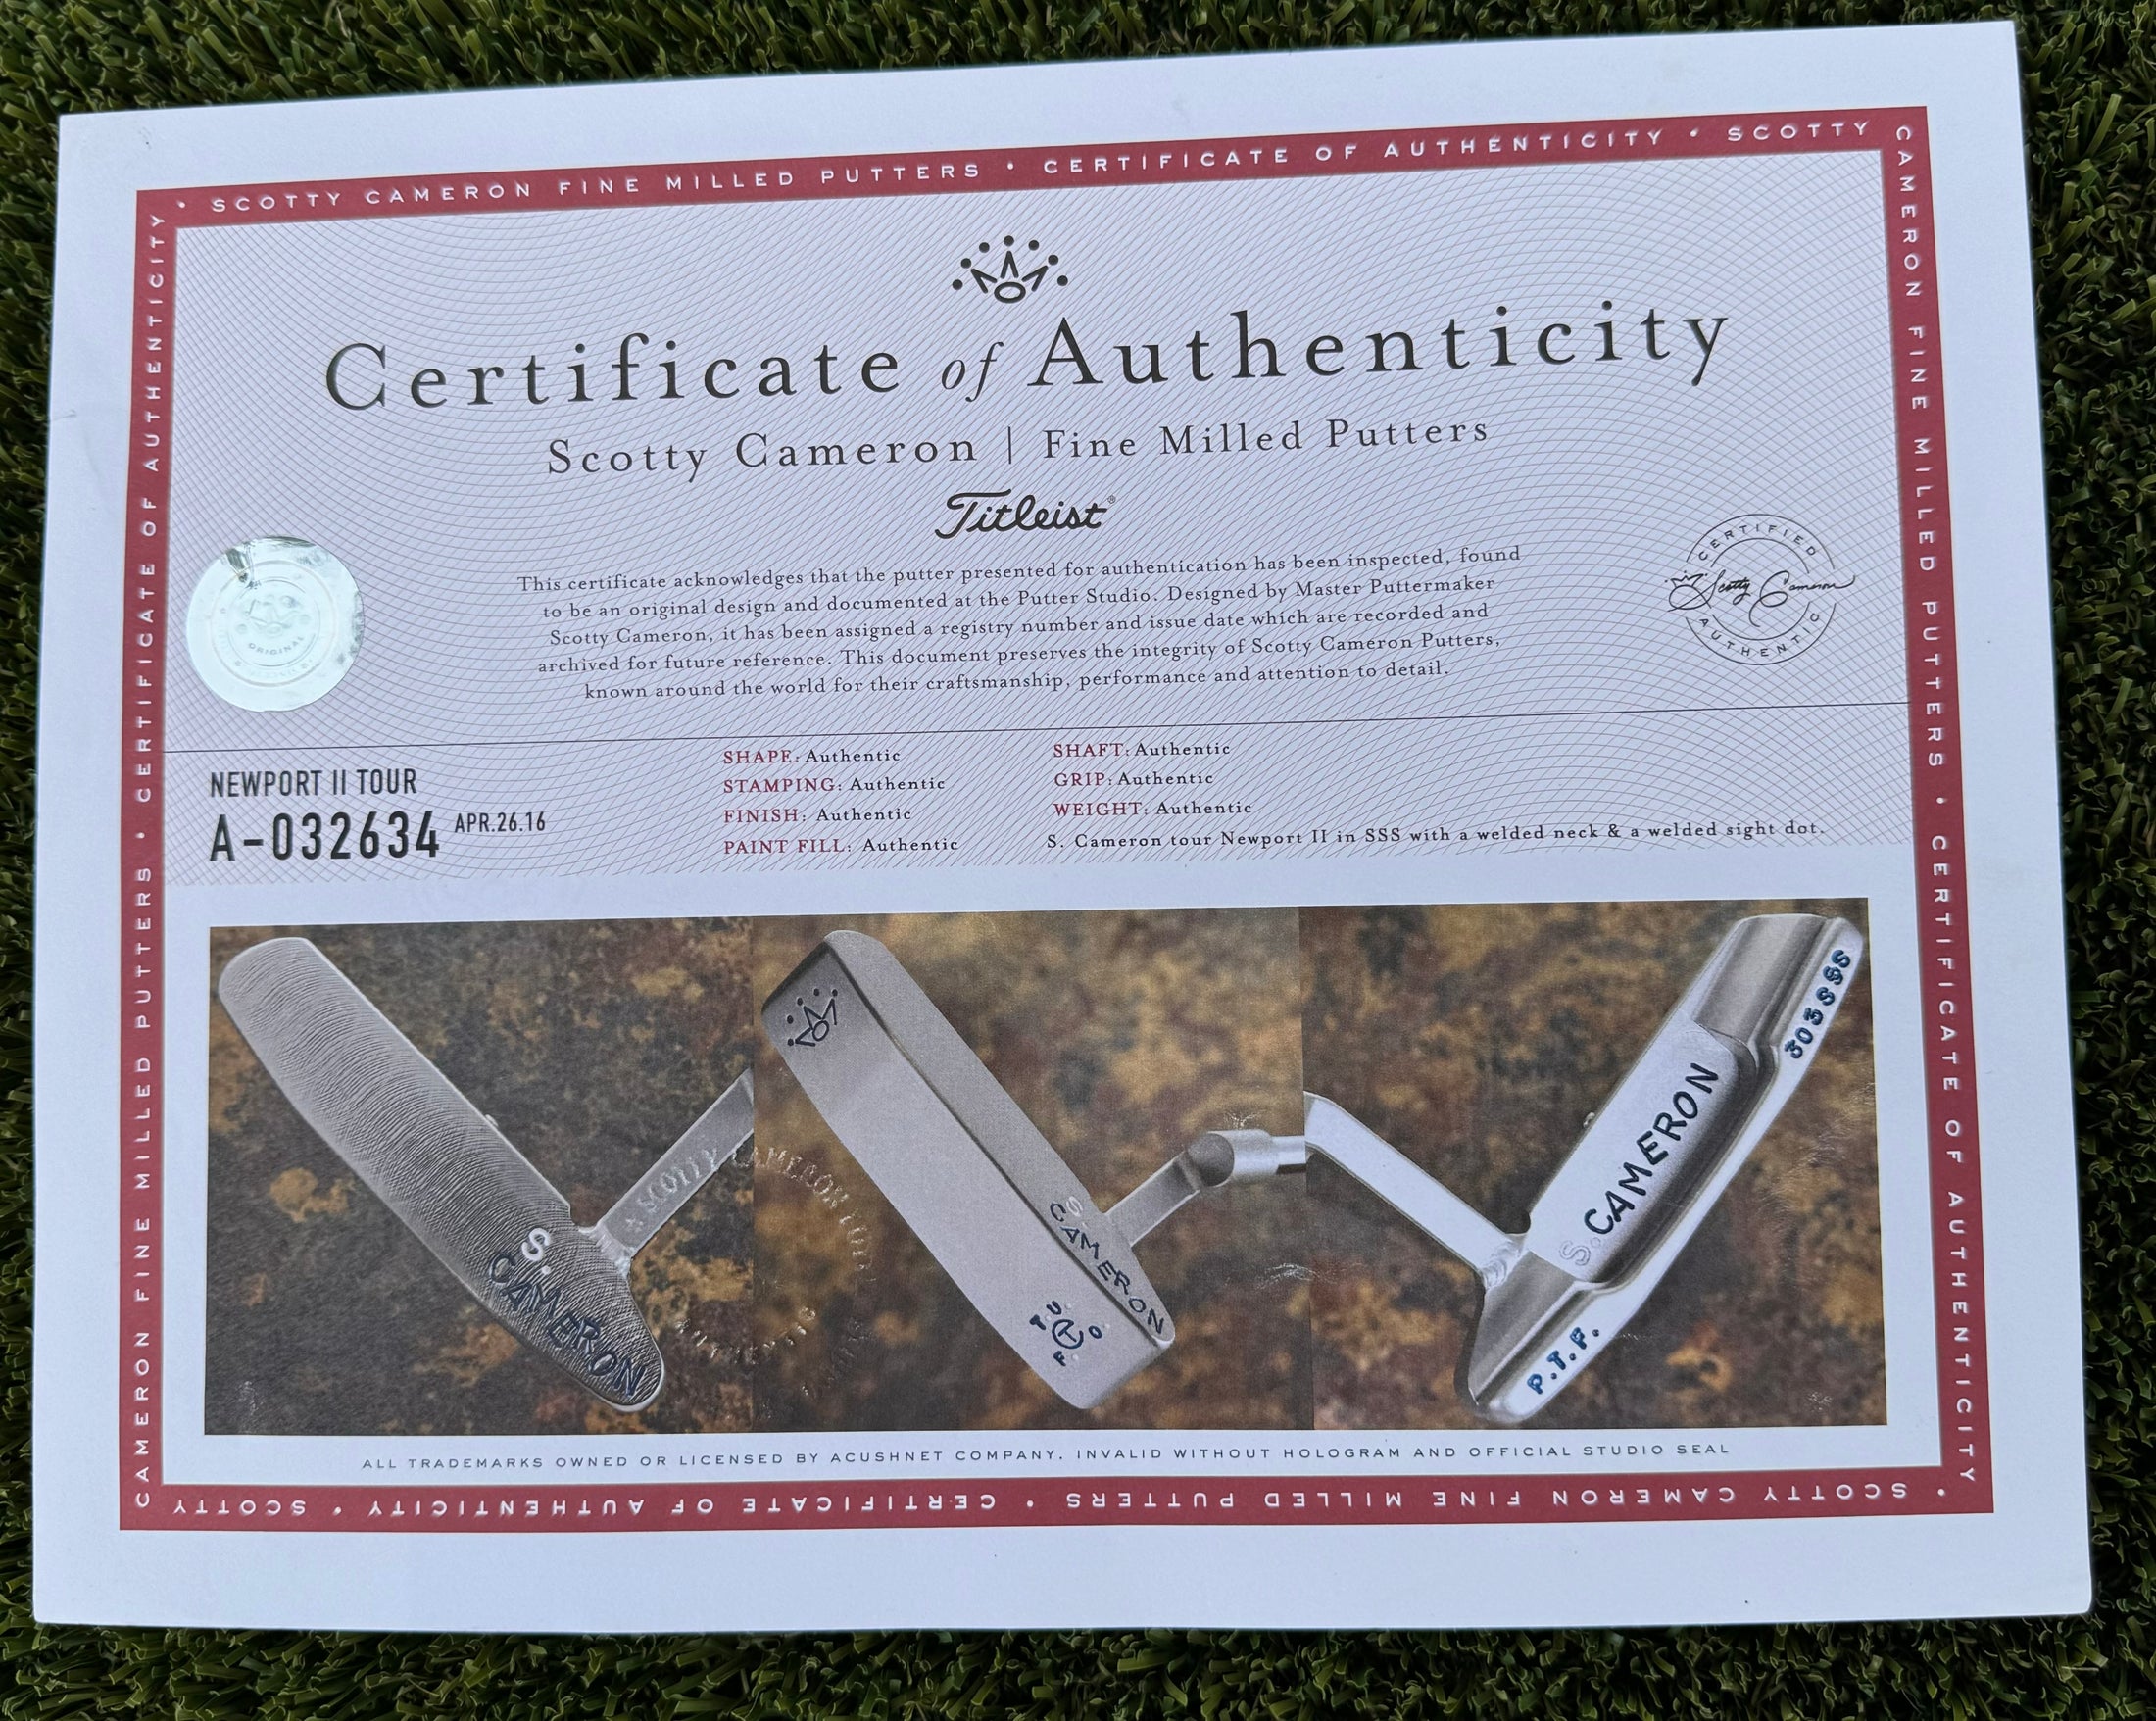 • SCOTTY CAMERON FINE MILLED PUTTERS • CERTIFICATE OF AUTHENTICITY • SCOTTY
CAMERON FINE MILLED PUTTERS • CERTIFICATE OF AUTHENTICITY
• SCOTTY CAMERON FINE MILLED PUTTERS • CERTIFICATE OF AUTHENTICITY • SCOTTY
CAMERON FINE MILLED PUTTERS • CERTIFICATE OF AUTHENTICITY
Certificate of Authenticity
Scotty Cameron | Fine Milled Putters
Titleist®
This certificate acknowledges that the putter presented for authentication has been inspected, found
to be an original design and documented at the Putter Studio. Designed by Master Puttermaker
Scotty Cameron, it has been assigned a registry number and issue date which are recorded and
archived for future reference. This document preserves the integrity of Scotty Cameron Putters,
known around the world for their craftsmanship, performance and attention to detail.
ORIGINAL
CERTIFIED
Scotty Cameron
AUTHENTIC
NEWPORT II TOUR
A-032634 APR.26.16
SHAPE: Authentic
STAMPING: Authentic
FINISH: Authentic
PAINT FILL: Authentic
SHAFT: Authentic
GRIP: Authentic
WEIGHT: Authentic
S. Cameron tour Newport II in SSS with a welded neck & a welded sight dot.
S.
CAMERON
SCOTTY CAMERON
AUTHENTIC
S.
CAMERON
S. CAMERON
303SSS
P.T.F.
ALL TRADEMARKS OWNED OR LICENSED BY ACUSHNET COMPANY. INVALID WITHOUT HOLOGRAM AND OFFICIAL STUDIO SEAL